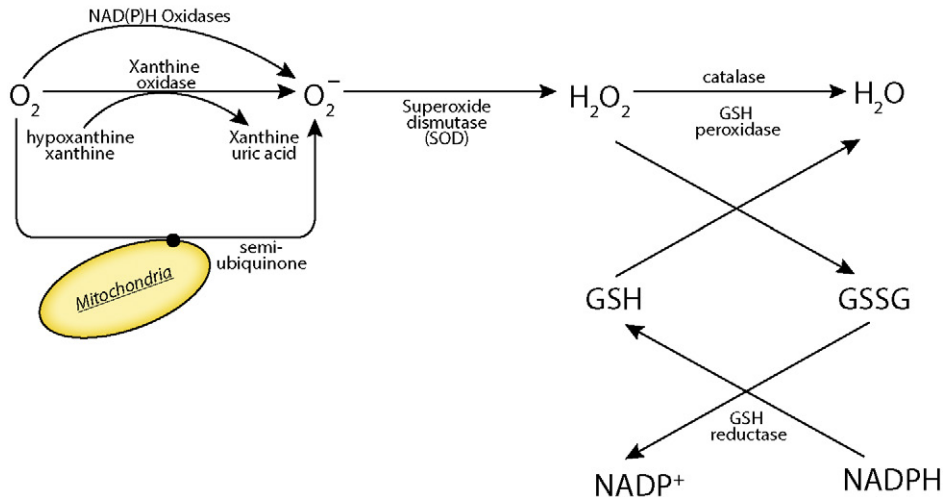 NAD(P)H Oxidases
Xanthine
oxidase
O₂
O₂⁻
H₂O₂
catalase
H₂O
hypoxanthine
xanthine
Xanthine
uric acid
Superoxide
dismutase
(SOD)
GSH
peroxidase
semi-
ubiquinone
Mitochondria
GSH
GSSG
GSH
reductase
NADP⁺
NADPH